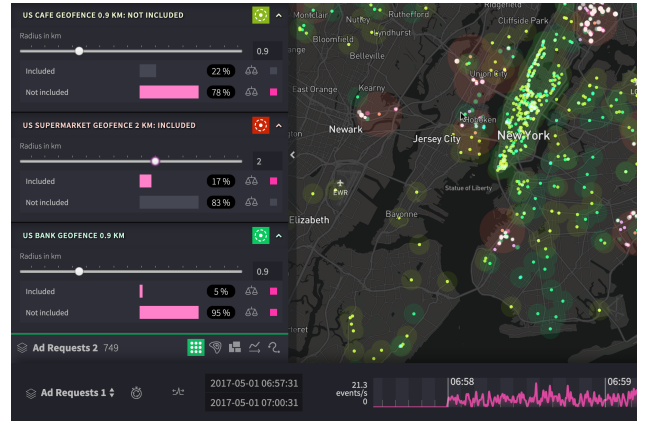 US CAFE GEOFENCE 0.9 KM: NOT INCLUDED
Radius in km
0.9
Included
22 %
Not included
78 %
US SUPERMARKET GEOFENCE 2 KM: INCLUDED
Radius in km
2
Included
17 %
Not included
83 %
US BANK GEOFENCE 0.9 KM
Radius in km
0.9
Included
5 %
Not included
95 %
Ad Requests 2 749
Ridgefield
Montclair
Nutley
Rutherford
Cliffside Park
Lyndhurst
Bloomfield
Belleville
Union City
East Orange
Kearny
Hoboken
Newark
Jersey City
New York
Statue of Liberty
EWR
Elizabeth
Bayonne
Ad Requests 1
2017-05-01 06:57:31
2017-05-01 07:00:31
21.3
events/s
0
06:58
06:59